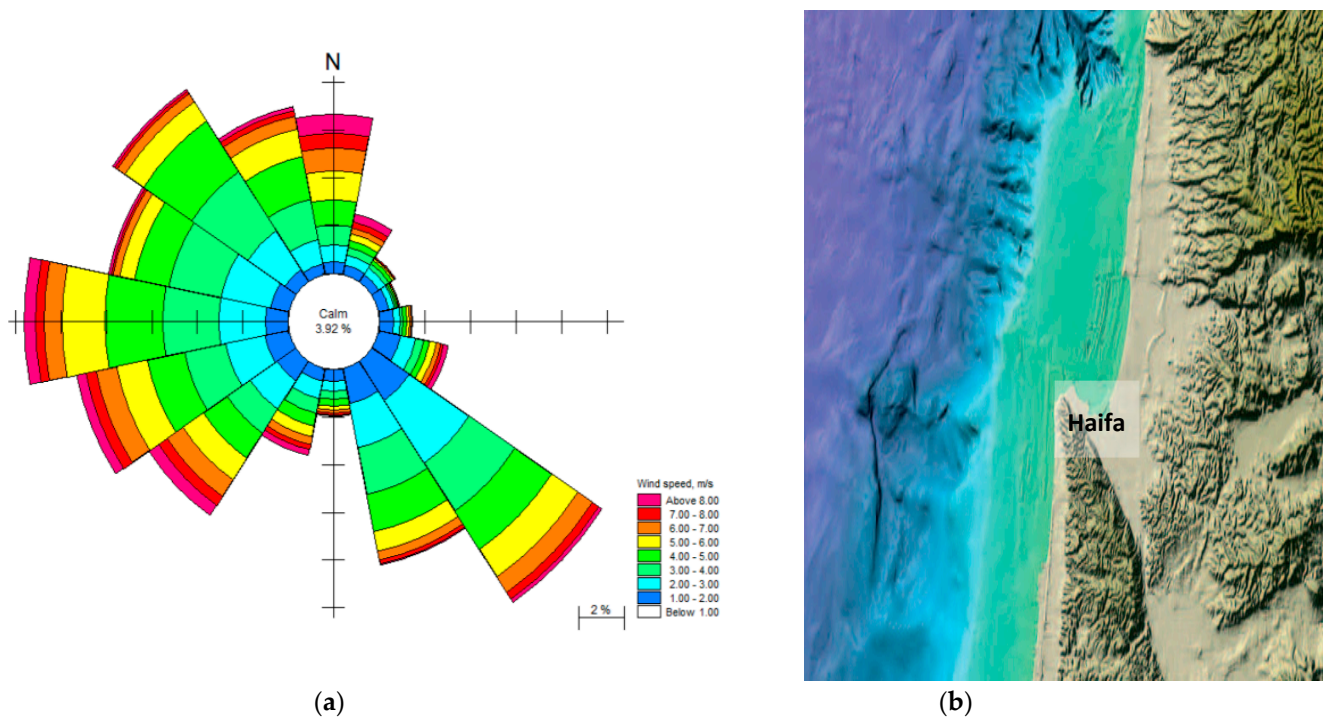 N
Calm
3.92 %
Wind speed, m/s
Above 8.00
7.00 - 8.00
6.00 - 7.00
5.00 - 6.00
4.00 - 5.00
3.00 - 4.00
2.00 - 3.00
1.00 - 2.00
Below 1.00
2 %
Haifa
(a)
(b)